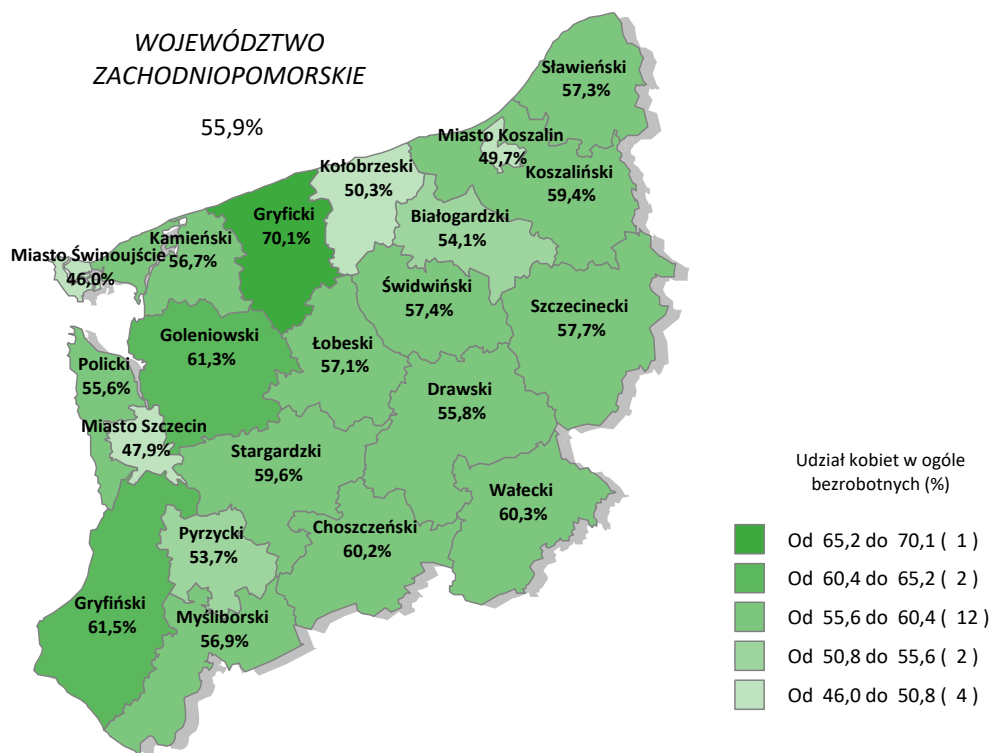 WOJEWÓDZTWO
ZACHODNIOPOMORSKIE
55,9%
Sławieński
57,3%
Miasto Koszalin
49,7%
Koszaliński
59,4%
Kołobrzeski
50,3%
Białogardzki
54,1%
Gryficki
70,1%
Kamieński
56,7%
Miasto Świnoujście
46,0%
Świdwiński
57,4%
Szczecinecki
57,7%
Goleniowski
61,3%
Łobeski
57,1%
Policki
55,6%
Drawski
55,8%
Miasto Szczecin
47,9%
Stargardzki
59,6%
Wałecki
60,3%
Choszczeński
60,2%
Pyrzycki
53,7%
Gryfiński
61,5%
Myśliborski
56,9%
Udział kobiet w ogóle
bezrobotnych (%)
Od 65,2 do 70,1 ( 1 )
Od 60,4 do 65,2 ( 2 )
Od 55,6 do 60,4 ( 12 )
Od 50,8 do 55,6 ( 2 )
Od 46,0 do 50,8 ( 4 )